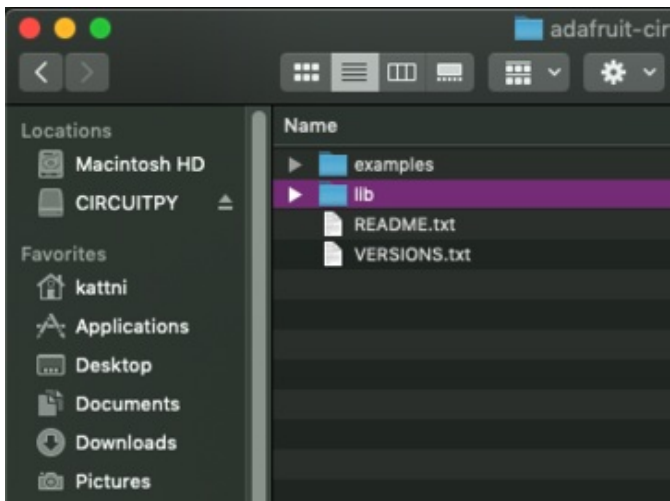 adafruit-cir
Locations
Macintosh HD
CIRCUITPY
Favorites
kattni
Applications
Desktop
Documents
Downloads
Pictures
Name
examples
lib
README.txt
VERSIONS.txt